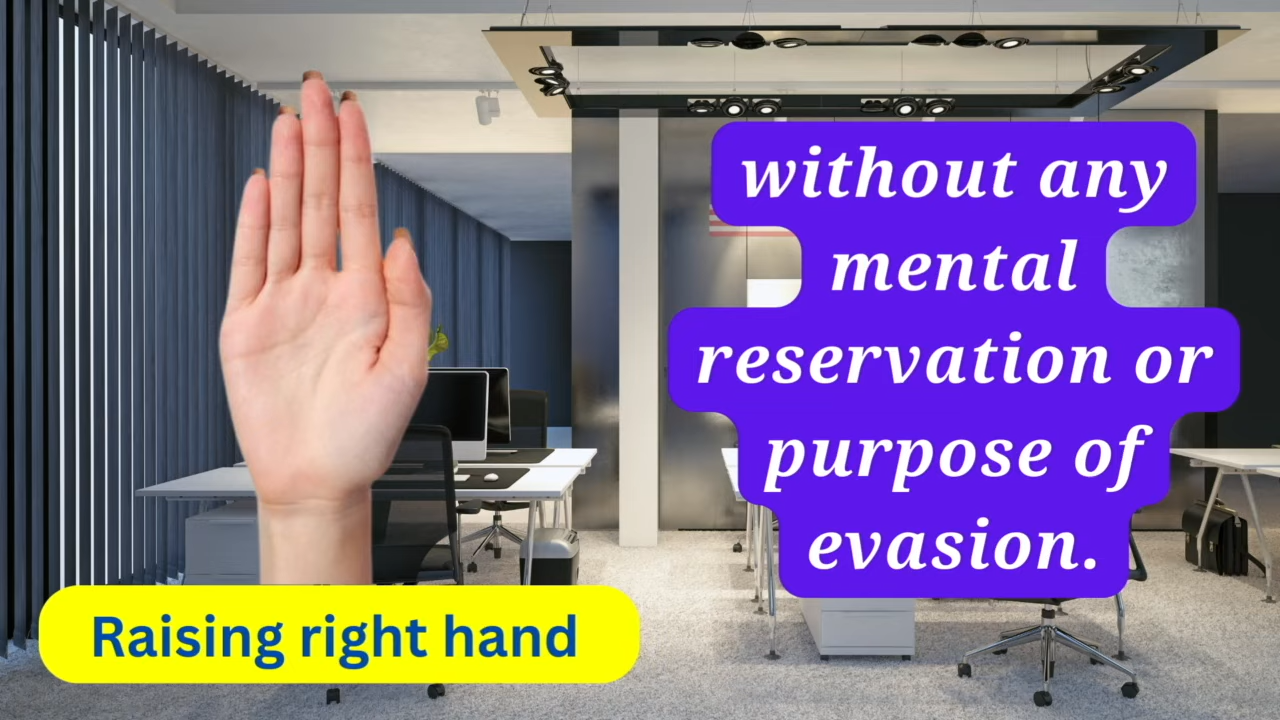 without any
mental
reservation or
purpose of
evasion.
Raising right hand